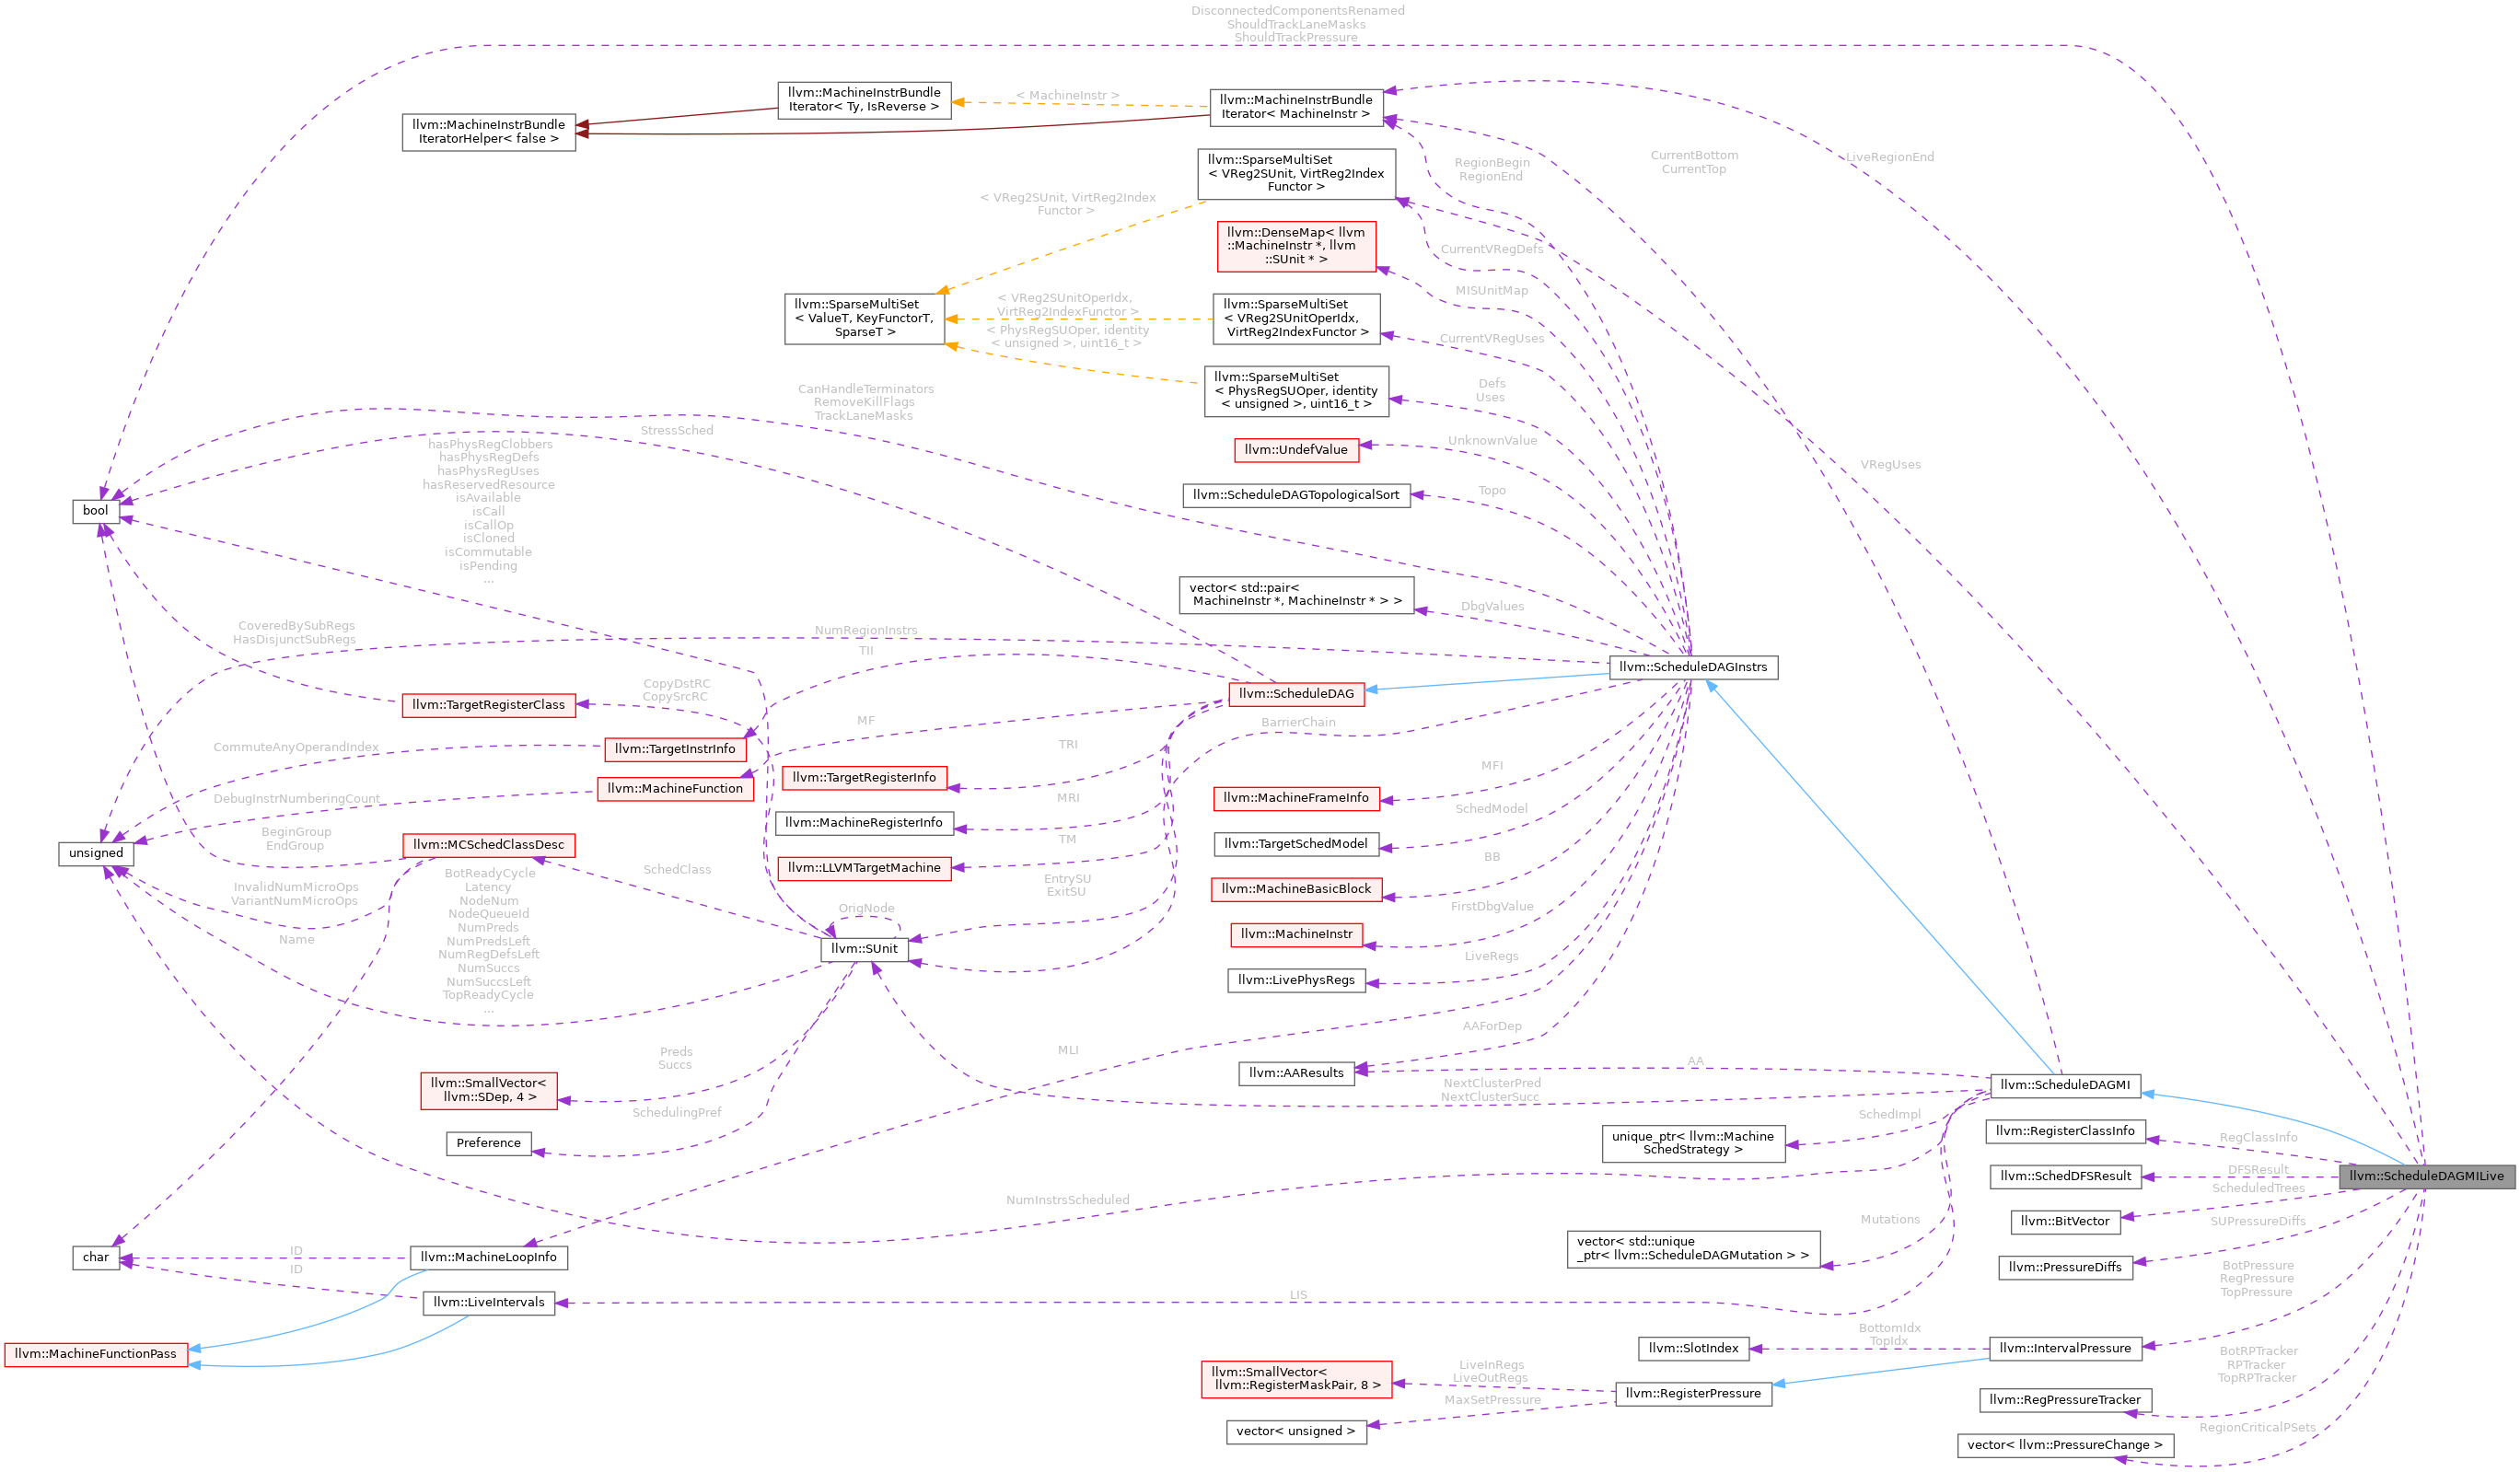 DisconnectedComponentsRenamed
ShouldTrackLaneMasks
ShouldTrackPressure
llvm::MachineInstrBundle
Iterator< Ty, IsReverse >
< MachineInstr >
llvm::MachineInstrBundle
Iterator< MachineInstr >
llvm::MachineInstrBundle
IteratorHelper< false >
RegionBegin
RegionEnd
CurrentBottom
CurrentTop
LiveRegionEnd
llvm::SparseMultiSet
< VReg2SUnit, VirtReg2Index
Functor >
< VReg2SUnit, VirtReg2Index
Functor >
llvm::DenseMap< llvm
::MachineInstr *, llvm
::SUnit * >
CurrentVRegDefs
MISUnitMap
llvm::SparseMultiSet
< ValueT, KeyFunctorT,
SparseT >
< VReg2SUnitOperIdx,
VirtReg2IndexFunctor >
< PhysRegSUOper, identity
< unsigned >, uint16_t >
llvm::SparseMultiSet
< VReg2SUnitOperIdx,
VirtReg2IndexFunctor >
CurrentVRegUses
llvm::SparseMultiSet
< PhysRegSUOper, identity
< unsigned >, uint16_t >
Defs
Uses
CanHandleTerminators
RemoveKillFlags
TrackLaneMasks
StressSched
llvm::UndefValue
UnknownValue
VRegUses
hasPhysRegClobbers
hasPhysRegDefs
hasPhysRegUses
hasReservedResource
isAvailable
isCall
isCallOp
isCloned
isCommutable
isPending
...
llvm::ScheduleDAGTopologicalSort
Topo
bool
vector< std::pair<
MachineInstr *, MachineInstr * > >
DbgValues
CoveredBySubRegs
HasDisjunctSubRegs
NumRegionInstrs
TII
llvm::ScheduleDAGInstrs
CopyDstRC
CopySrcRC
llvm::ScheduleDAG
llvm::TargetRegisterClass
MF
BarrierChain
CommuteAnyOperandIndex
llvm::TargetInstrInfo
TRI
MFI
llvm::TargetRegisterInfo
llvm::MachineFunction
DebugInstrNumberingCount
MRI
llvm::MachineFrameInfo
llvm::MachineRegisterInfo
SchedModel
BeginGroup
EndGroup
llvm::MCSchedClassDesc
TM
llvm::TargetSchedModel
unsigned
SchedClass
llvm::LLVMTargetMachine
BB
InvalidNumMicroOps
VariantNumMicroOps
EntrySU
ExitSU
llvm::MachineBasicBlock
BotReadyCycle
Latency
NodeNum
NodeQueueId
NumPreds
NumPredsLeft
NumRegDefsLeft
NumSuccs
NumSuccsLeft
TopReadyCycle
...
OrigNode
FirstDbgValue
Name
llvm::SUnit
llvm::MachineInstr
LiveRegs
llvm::LivePhysRegs
AAForDep
Preds
Succs
MLI
AA
llvm::AAResults
llvm::SmallVector<
llvm::SDep, 4 >
NextClusterPred
NextClusterSucc
llvm::ScheduleDAGMI
SchedulingPref
SchedImpl
Preference
unique_ptr< llvm::Machine
SchedStrategy >
llvm::RegisterClassInfo
RegClassInfo
llvm::SchedDFSResult
DFSResult
llvm::ScheduleDAGMILive
ScheduledTrees
NumInstrsScheduled
Mutations
llvm::BitVector
SUPressureDiffs
vector< std::unique
_ptr< llvm::ScheduleDAGMutation > >
char
ID
ID
llvm::MachineLoopInfo
llvm::PressureDiffs
BotPressure
RegPressure
TopPressure
llvm::LiveIntervals
LIS
BottomIdx
TopIdx
llvm::MachineFunctionPass
llvm::SlotIndex
llvm::IntervalPressure
LiveInRegs
LiveOutRegs
BotRPTracker
RPTracker
TopRPTracker
llvm::SmallVector<
llvm::RegisterMaskPair, 8 >
llvm::RegisterPressure
MaxSetPressure
llvm::RegPressureTracker
vector< unsigned >
RegionCriticalPSets
vector< llvm::PressureChange >